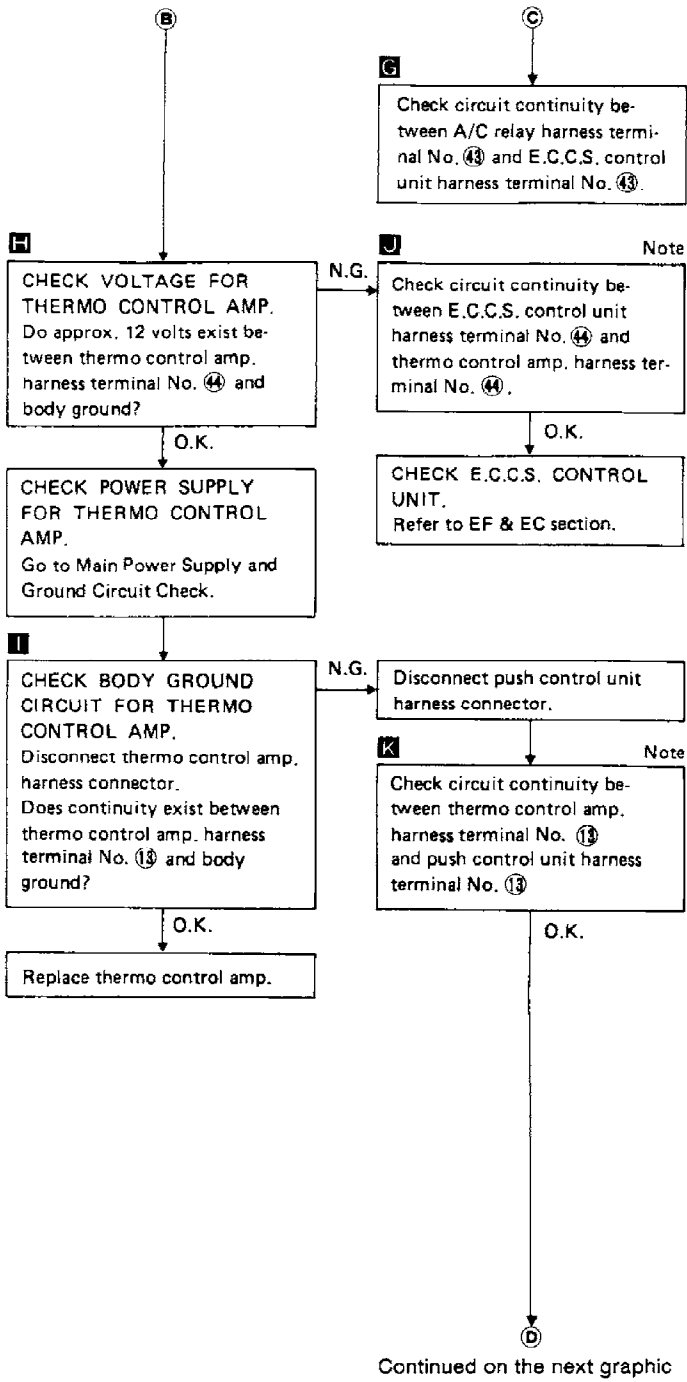 B
C
G
Check circuit continuity be-
tween A/C relay harness termi-
nal No. 43 and E.C.C.S. control
unit harness terminal No. 43.
H
CHECK VOLTAGE FOR
THERMO CONTROL AMP.
Do approx. 12 volts exist be-
tween thermo control amp.
harness terminal No. 44 and
body ground?
N.G.
J
Note
Check circuit continuity be-
tween E.C.C.S. control unit
harness terminal No. 44 and
thermo control amp. harness ter-
minal No. 44.
O.K.
O.K.
CHECK POWER SUPPLY
FOR THERMO CONTROL
AMP.
Go to Main Power Supply and
Ground Circuit Check.
CHECK E.C.C.S. CONTROL
UNIT.
Refer to EF & EC section.
I
CHECK BODY GROUND
CIRCUIT FOR THERMO
CONTROL AMP.
Disconnect thermo control amp.
harness connector.
Does continuity exist between
thermo control amp. harness
terminal No. 13 and body
ground?
N.G.
Disconnect push control unit
harness connector.
K
Note
Check circuit continuity be-
tween thermo control amp.
harness terminal No. 13
and push control unit harness
terminal No. 13
O.K.
O.K.
Replace thermo control amp.
D
Continued on the next graphic